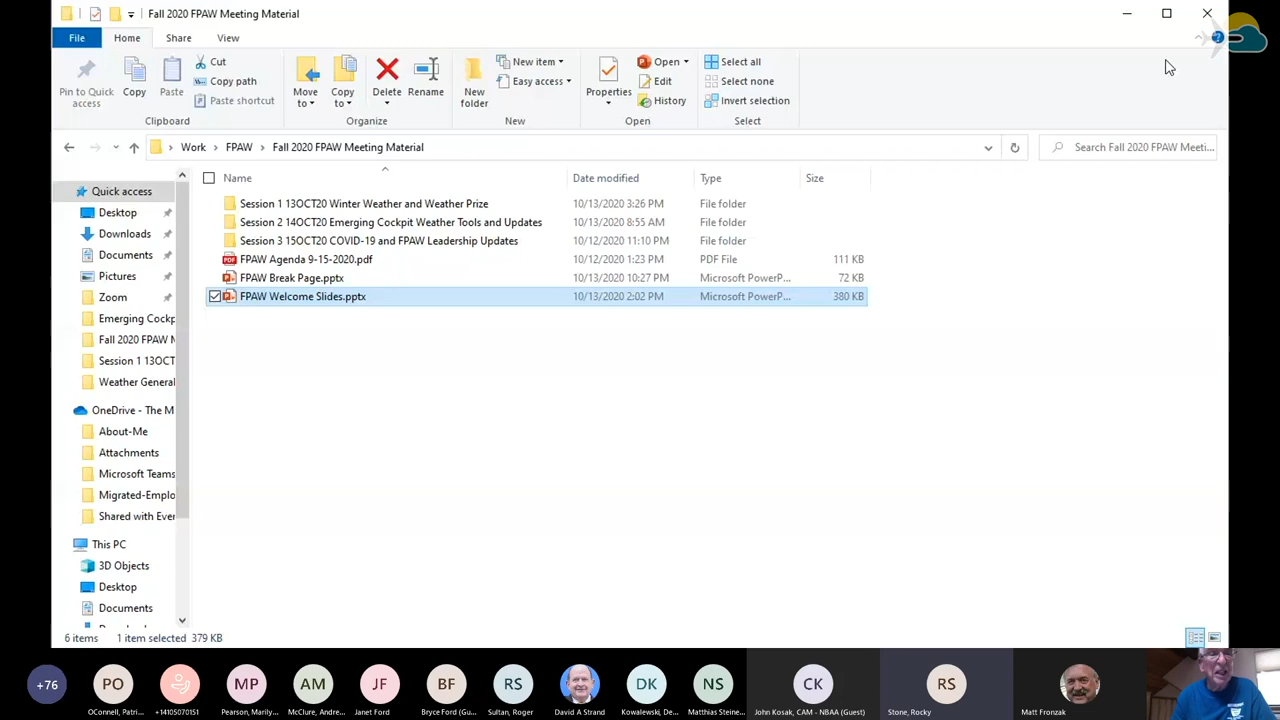 Fall 2020 FPAW Meeting Material
File Home Share View
Pin to Quick access
Copy
Paste
Cut
Copy path
Paste shortcut
Move to
Copy to
Delete
Rename
New folder
New item
Easy access
Properties
Open
Edit
History
Select all
Select none
Invert selection
Clipboard Organize New Open Select
Work > FPAW > Fall 2020 FPAW Meeting Material
Search Fall 2020 FPAW Meeti...
Name Date modified Type Size
Session 1 13OCT20 Winter Weather and Weather Prize 10/13/2020 3:26 PM File folder
Session 2 14OCT20 Emerging Cockpit Weather Tools and Updates 10/13/2020 8:55 AM File folder
Session 3 15OCT20 COVID-19 and FPAW Leadership Updates 10/12/2020 11:10 PM File folder
FPAW Agenda 9-15-2020.pdf 10/12/2020 1:23 PM PDF File 111 KB
FPAW Break Page.pptx 10/13/2020 10:27 PM Microsoft PowerP... 72 KB
FPAW Welcome Slides.pptx 10/13/2020 2:02 PM Microsoft PowerP... 380 KB
Quick access
Desktop
Downloads
Documents
Pictures
Zoom
Emerging Cockp
Fall 2020 FPAW M
Session 1 13OCT
Weather General
OneDrive - The M
About-Me
Attachments
Microsoft Teams
Migrated-Emplo
Shared with Ever
This PC
3D Objects
Desktop
Documents
6 items 1 item selected 379 KB
+76 PO MP AM JF BF RS DK NS CK RS
OConnell, Patri... +14105070151 Pearson, Marily... McClure, Andre... Janet Ford Bryce Ford (Gu... Sultan, Roger David A Strand Kowalewski, De... Matthias Steine... John Kosak, CAM - NBAA (Guest) Stone, Rocky Matt Fronzak